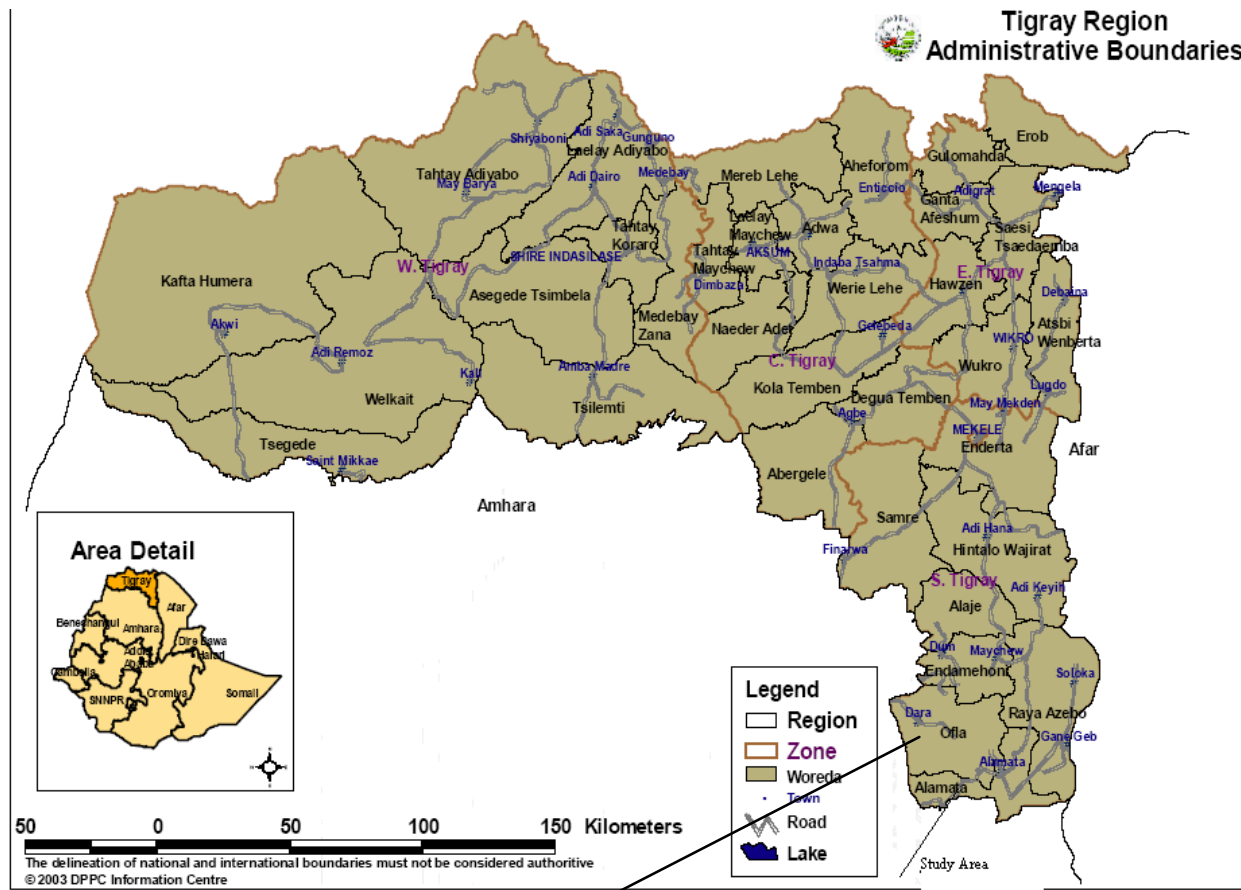 Tigray Region
Administrative Boundaries
Erob
Adi Saka
Gunguno
Shiyaboni
Laelay Adiyabo
Aheforom
Gulomahda
Tahtay Adiyabo
May Barya
Adi Dairo
Medebay
Mereb Lehe
Enticcio
Adigrat
Mengela
Ganta
Afeshum
Tahtay
Koraro
Laelay
Maychew
Adwa
Saesi
Tsaedaemba
SHIRE INDASILASE
AKSUM
Tahtay
Maychew
Indaba Tsahma
W. Tigray
E. Tigray
Kafta Humera
Asegede Tsimbela
Dimbaza
Werie Lehe
Hawzen
Debaina
Akwi
Medebay
Zana
Naeder Adet
Gelebeda
Atsbi
Wenberta
WIKRO
Adi Remoz
Kali
Amba Madre
C. Tigray
Kola Temben
Wukro
Welkait
Tsilemti
Degua Temben
Lugdo
Agbe
May Mekden
Tsegede
MEKELE
Enderta
Afar
Saint Mikkae
Abergele
Amhara
Samre
Adi Hana
Finarwa
Hintalo Wajirat
S. Tigray
Adi Keyih
Alaje
Dum
Maychew
Endamehont
Soloka
Dara
Raya Azebo
Ofla
Gane Geb
Alamata
Alamata
Area Detail
Tigray
Afar
Benechangul
Amhara
Dire Dawa
Harari
Addis
Ababa
Gambella
SNNPR
Oromiya
Somali
Legend
Region
Zone
Woreda
Town
Road
Lake
Study Area
50 0 50 100 150 Kilometers
The delineation of national and international boundaries must not be considered authoritive
© 2003 DPPC Information Centre